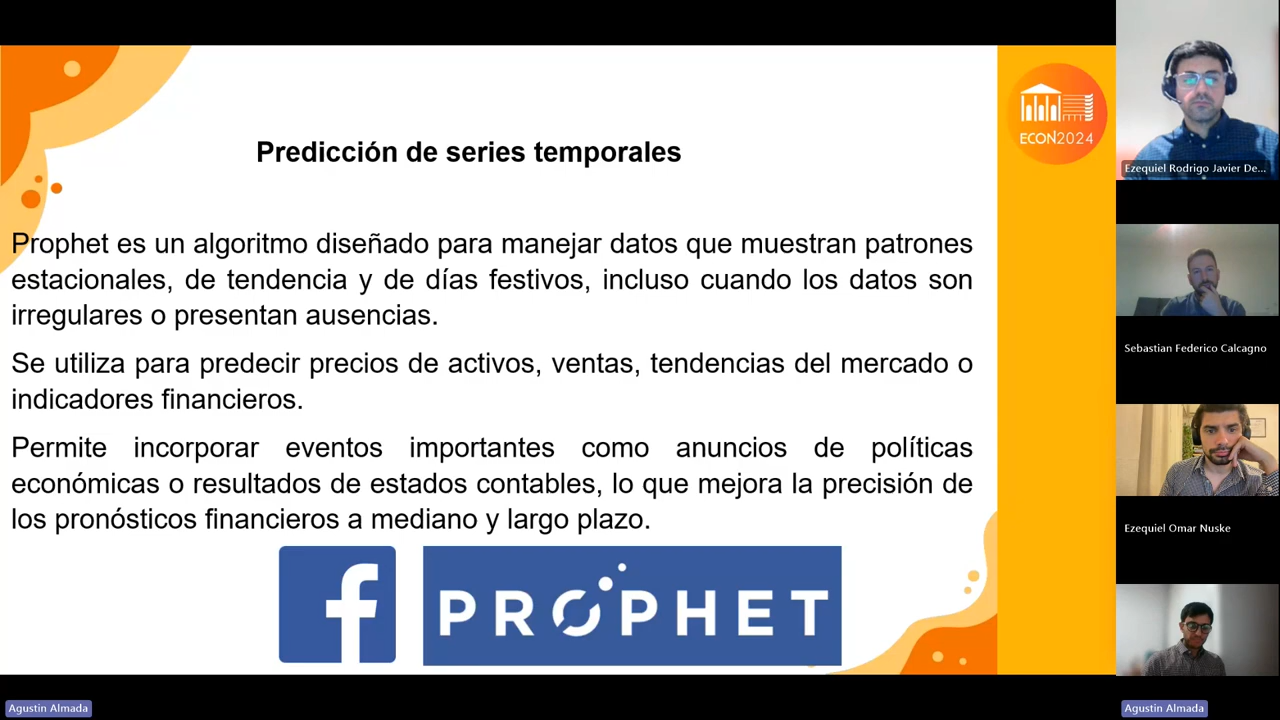 Predicción de series temporales
Prophet es un algoritmo diseñado para manejar datos que muestran patrones
estacionales, de tendencia y de días festivos, incluso cuando los datos son
irregulares o presentan ausencias.
Se utiliza para predecir precios de activos, ventas, tendencias del mercado o
indicadores financieros.
Permite incorporar eventos importantes como anuncios de políticas
económicas o resultados de estados contables, lo que mejora la precisión de
los pronósticos financieros a mediano y largo plazo.
f
PROPHET
ECON2024
Ezequiel Rodrigo Javier De...
Sebastian Federico Calcagno
Ezequiel Omar Nuske
Agustin Almada
Agustin Almada